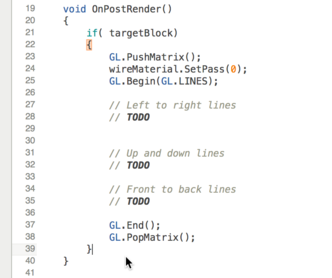 19 void OnPostRender()
20 {
21 if( targetBlock)
22 {
23 GL.PushMatrix();
24 wireMaterial.SetPass(0);
25 GL.Begin(GL.LINES);
26
27 // Left to right lines
28 // TODO
29
30
31 // Up and down lines
32 // TODO
33
34 // Front to back lines
35 // TODO
36
37 GL.End();
38 GL.PopMatrix();
39 }
40 }
41